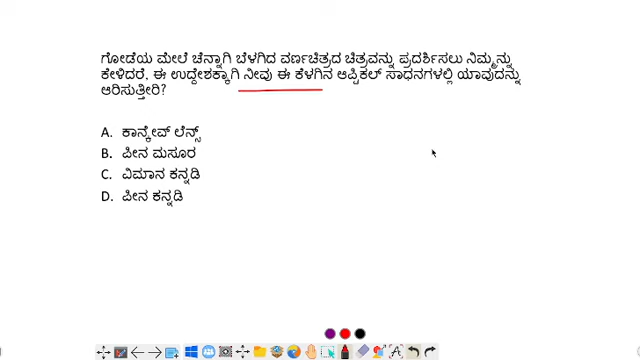 ಗೋಡೆಯ ಮೇಲೆ ಚೆನ್ನಾಗಿ ಬೆಳಗಿದ ವರ್ಣಚಿತ್ರದ ಚಿತ್ರವನ್ನು ಪ್ರದರ್ಶಿಸಲು ನಿಮ್ಮನ್ನು
ಕೇಳಿದರೆ, ಈ ಉದ್ದೇಶಕ್ಕಾಗಿ ನೀವು ಈ ಕೆಳಗಿನ ಆಪ್ಟಿಕಲ್ ಸಾಧನಗಳಲ್ಲಿ ಯಾವುದನ್ನು
ಆರಿಸುತ್ತೀರಿ?
A. ಕಾನ್ಕೇವ್ ಲೆನ್ಸ್
B. ಪೀನ ಮಸೂರ
C. ವಿಮಾನ ಕನ್ನಡಿ
D. ಪೀನ ಕನ್ನಡಿ